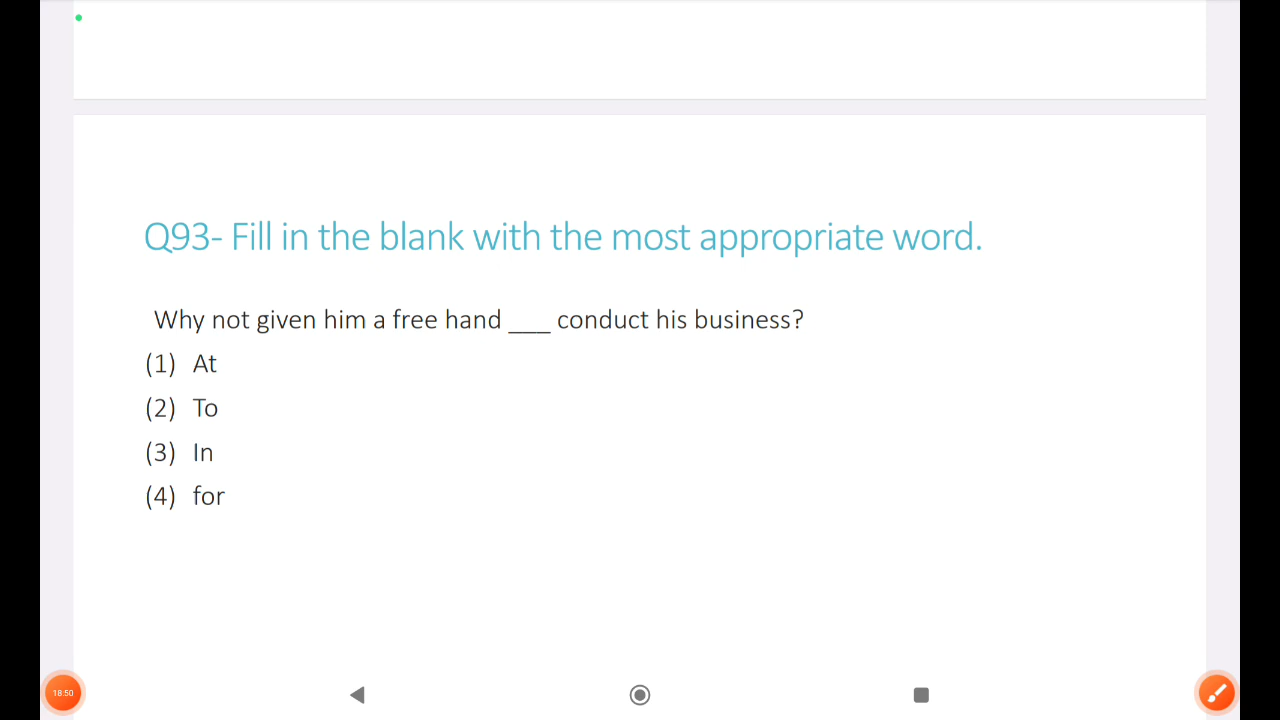 Q93- Fill in the blank with the most appropriate word.
Why not given him a free hand ___ conduct his business?
(1) At
(2) To
(3) In
(4) for
18:50